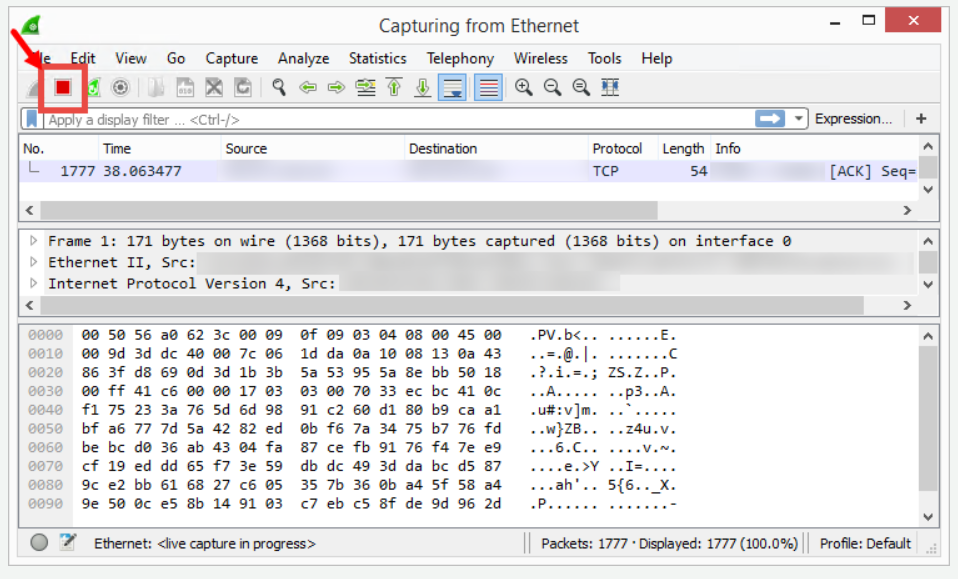 Capturing from Ethernet
Edit View Go Capture Analyze Statistics Telephony Wireless Tools Help
Apply a display filter ... <Ctrl-/> Expression... +
No. Time Source Destination Protocol Length Info
1777 38.063477 TCP 54 [ACK] Seq=
Frame 1: 171 bytes on wire (1368 bits), 171 bytes captured (1368 bits) on interface 0
Ethernet II, Src:
Internet Protocol Version 4, Src:
0000 00 50 56 a0 62 3c 00 09 0f 09 03 04 08 00 45 00 .PV.b<.. ......E.
0010 00 9d 3d dc 40 00 7c 06 1d da 0a 10 08 13 0a 43 ..=.@.|. .......C
0020 86 3f d8 69 0d 3d 1b 3b 5a 53 95 5a 8e bb 50 18 .?.i.=.; ZS.Z..P.
0030 00 ff 41 c6 00 00 17 03 03 00 70 33 ec bc 41 0c ..A..... ..p3..A.
0040 f1 75 23 3a 76 5d 6d 98 91 c2 60 d1 80 b9 ca a1 .u#:v]m. ..`.....
0050 bf a6 77 7d 5a 42 82 ed 0b f6 7a 34 75 b7 76 fd ..w}ZB.. ..z4u.v.
0060 be bc d0 36 ab 43 04 fa 87 ce fb 91 76 f4 7e e9 ...6.C.. ....v.~.
0070 cf 19 ed dd 65 f7 3e 59 db dc 49 3d da bc d5 87 ....e.>Y ..I=....
0080 9c e2 bb 61 68 27 c6 05 35 7b 36 0b a4 5f 58 a4 ...ah'.. 5{6.._X.
0090 9e 50 0c e5 8b 14 91 03 c7 eb c5 8f de 9d 96 2d .P...... .......-
Ethernet: <live capture in progress> Packets: 1777 · Displayed: 1777 (100.0%) Profile: Default